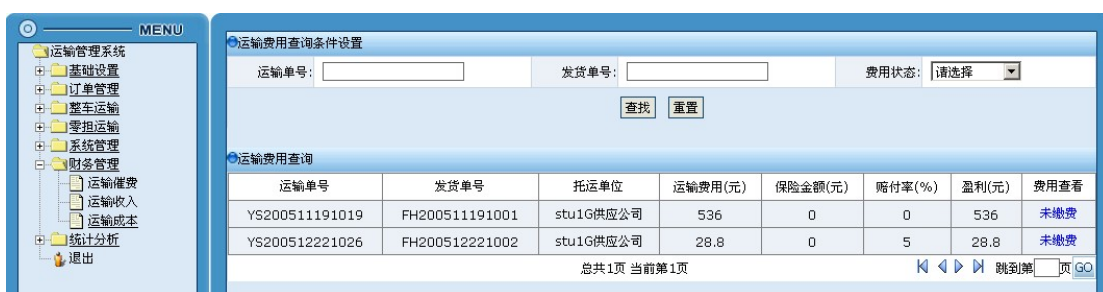 MENU
运输管理系统
基础设置
订单管理
整车运输
零担运输
系统管理
财务管理
运输催费
运输收入
运输成本
统计分析
退出
运输费用查询条件设置
运输单号: 发货单号: 费用状态: 请选择
查找 重置
运输费用查询
运输单号 发货单号 托运单位 运输费用(元) 保险金额(元) 赔付率(%) 盈利(元) 费用查看
YS200511191019 FH200511191001 stu1G供应公司 536 0 0 536 未缴费
YS200512221026 FH200512221002 stu1G供应公司 28.8 0 5 28.8 未缴费
总共1页 当前第1页 跳到第 页 GO